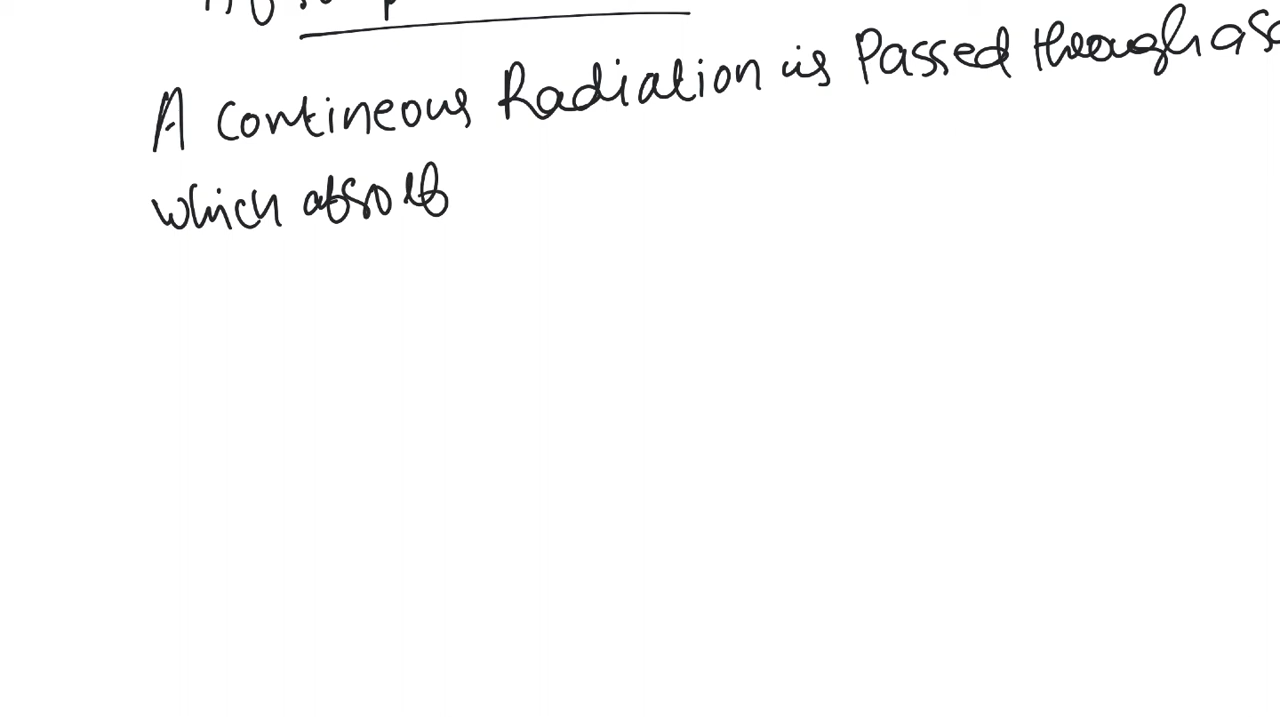 A contineous Radiation is Passed through a
which absorb